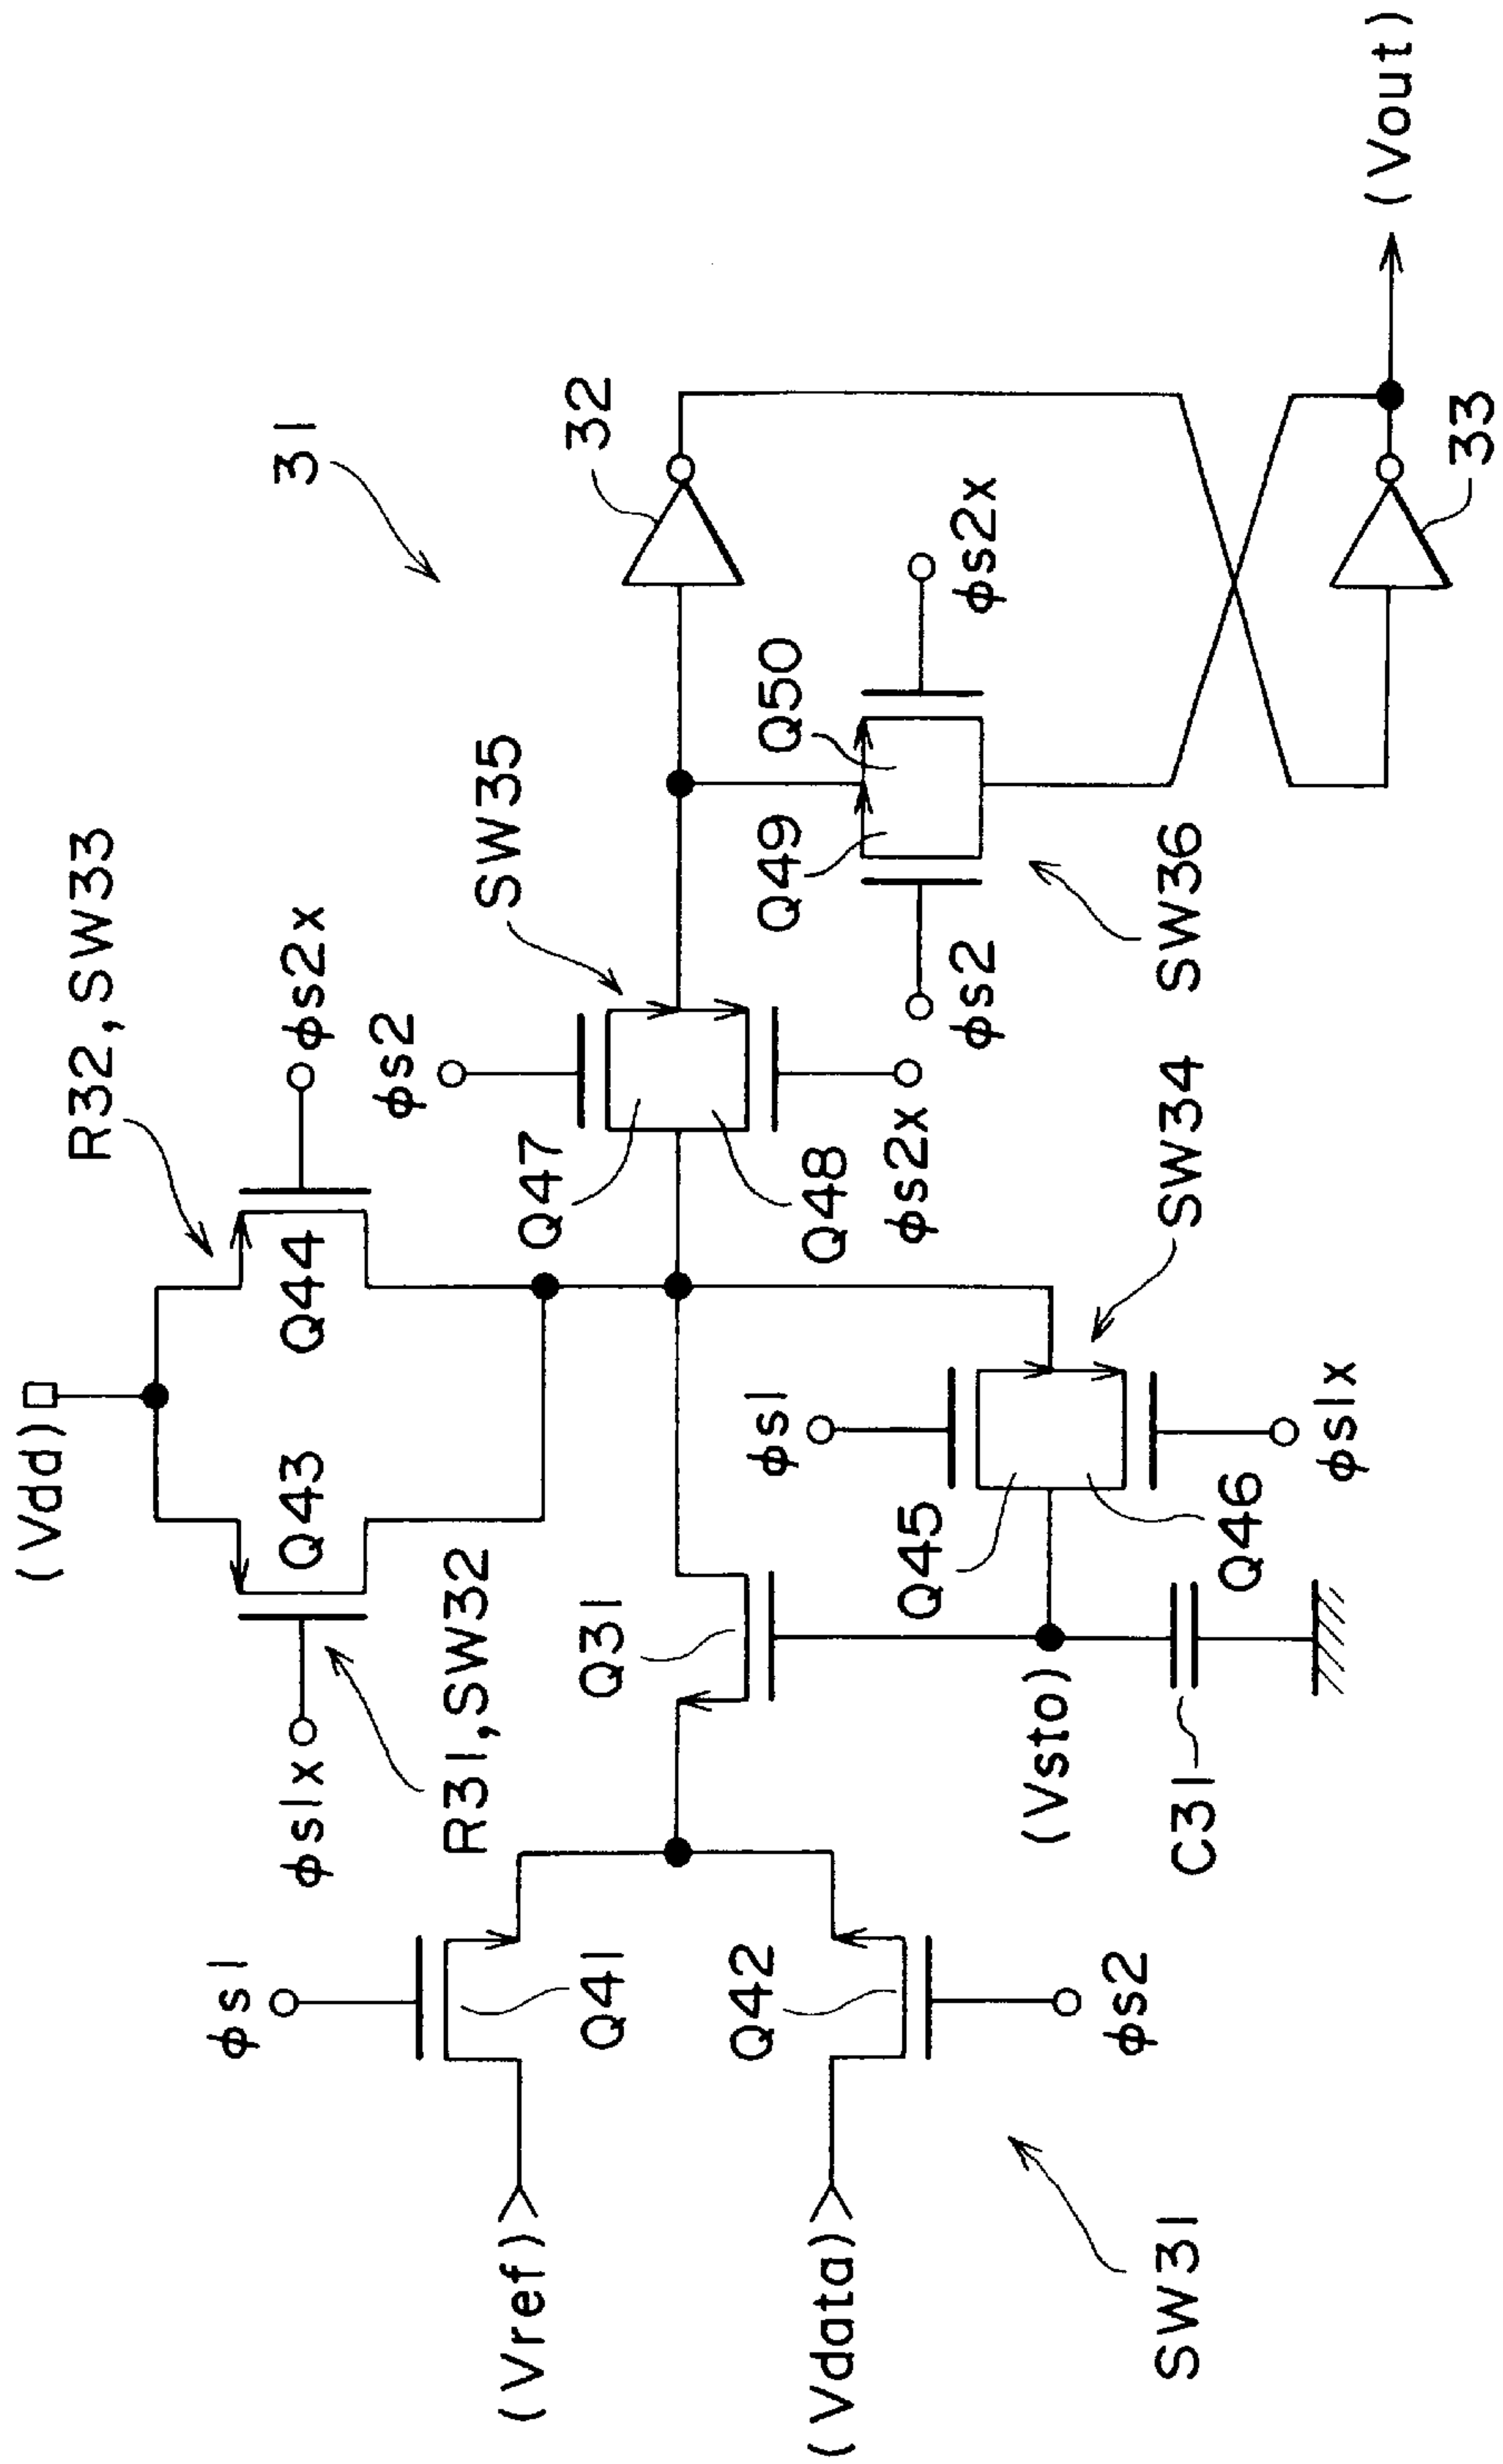 (Vdd)
R32,SW33
φs1x
Q43
Q44
φs2x
31
φs2
R31,SW32
SW35
Q47
32
φs1
(Vref)
Q41
Q31
Q48
φs2x
Q49
Q50
φs2
φs2x
φs1
(Vdata)
Q42
Q45
(Vsto)
φs2
C31
Q46
SW34
SW36
SW31
φs1x
33
(Vout)